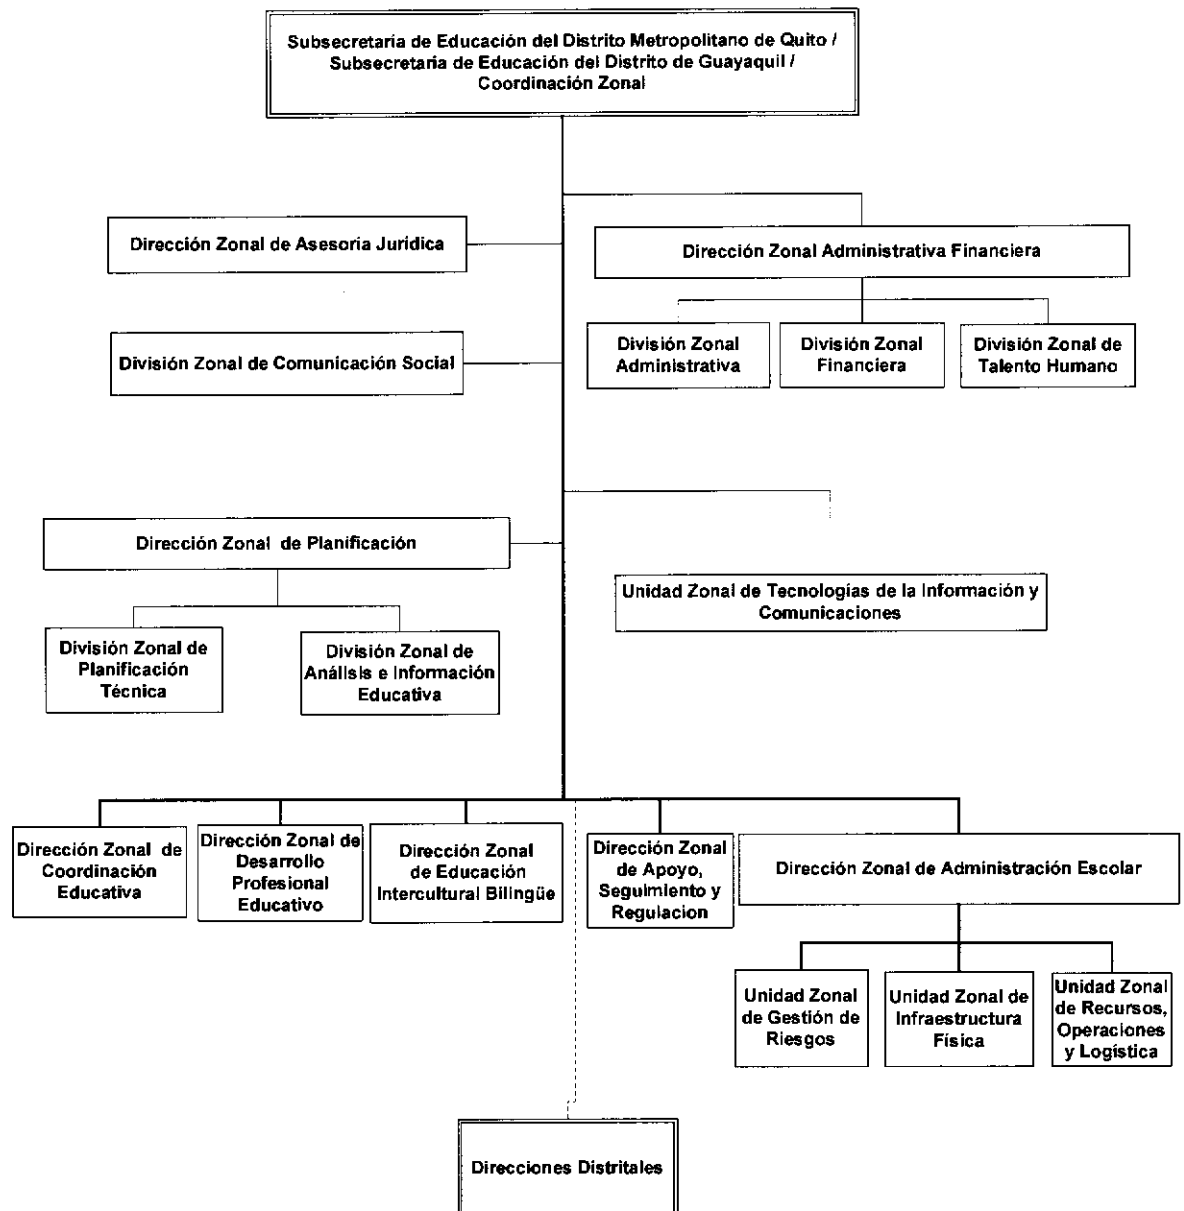 Subsecretaría de Educación del Distrito Metropolitano de Quito /
Subsecretaria de Educación del Distrito de Guayaquil /
Coordinación Zonal
Dirección Zonal de Asesoría Jurídica
Dirección Zonal Administrativa Financiera
División Zonal de Comunicación Social
División Zonal
Administrativa
División Zonal
Financiera
División Zonal de
Talento Humano
Dirección Zonal de Planificación
Unidad Zonal de Tecnologías de la Información y
Comunicaciones
División Zonal de
Planificación
Técnica
División Zonal de
Análisis e Información
Educativa
Dirección Zonal de
Coordinación
Educativa
Dirección Zonal de
Desarrollo
Profesional
Educativo
Dirección Zonal
de Educación
Intercultural Bilingüe
Dirección Zonal
de Apoyo,
Seguimiento y
Regulacion
Dirección Zonal de Administración Escolar
Unidad Zonal
de Gestión de
Riesgos
Unidad Zonal de
Infraestructura
Física
Unidad Zonal
de Recursos,
Operaciones
y Logística
Direcciones Distritales